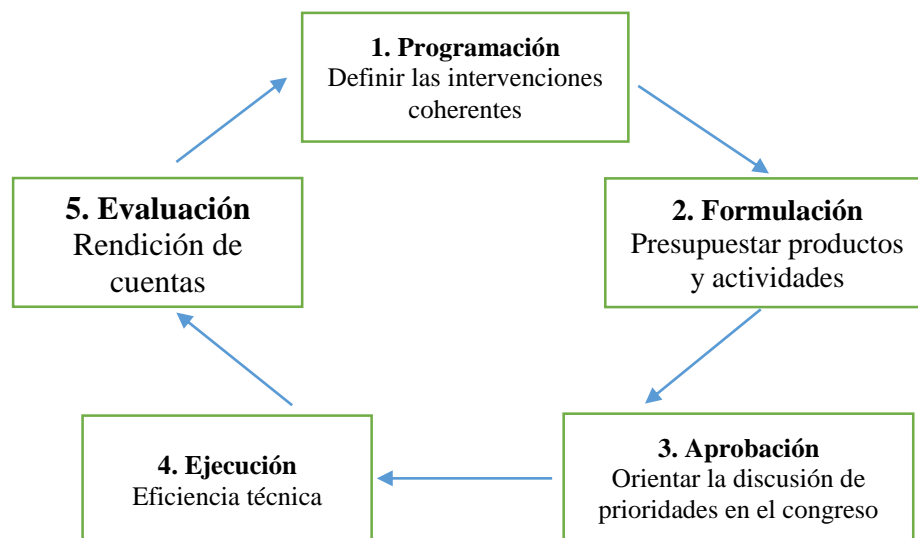 1. Programación
Definir las intervenciones
coherentes
2. Formulación
Presupuestar productos
y actividades
3. Aprobación
Orientar la discusión de
prioridades en el congreso
4. Ejecución
Eficiencia técnica
5. Evaluación
Rendición de
cuentas